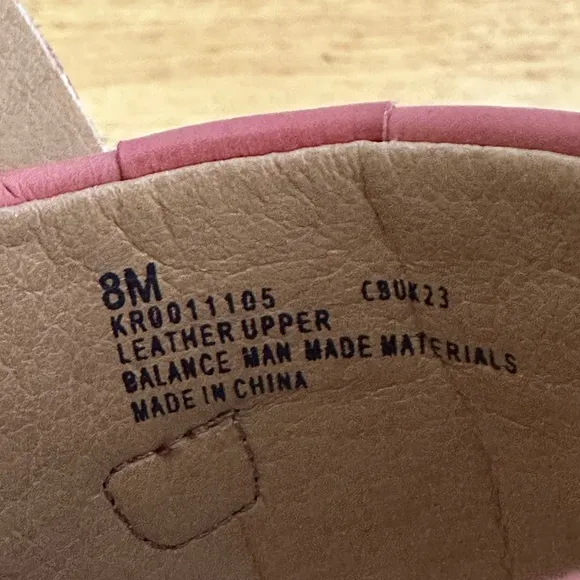 8M
KR0011105 CBUK23
LEATHER UPPER
BALANCE MAN MADE MATERIALS
MADE IN CHINA